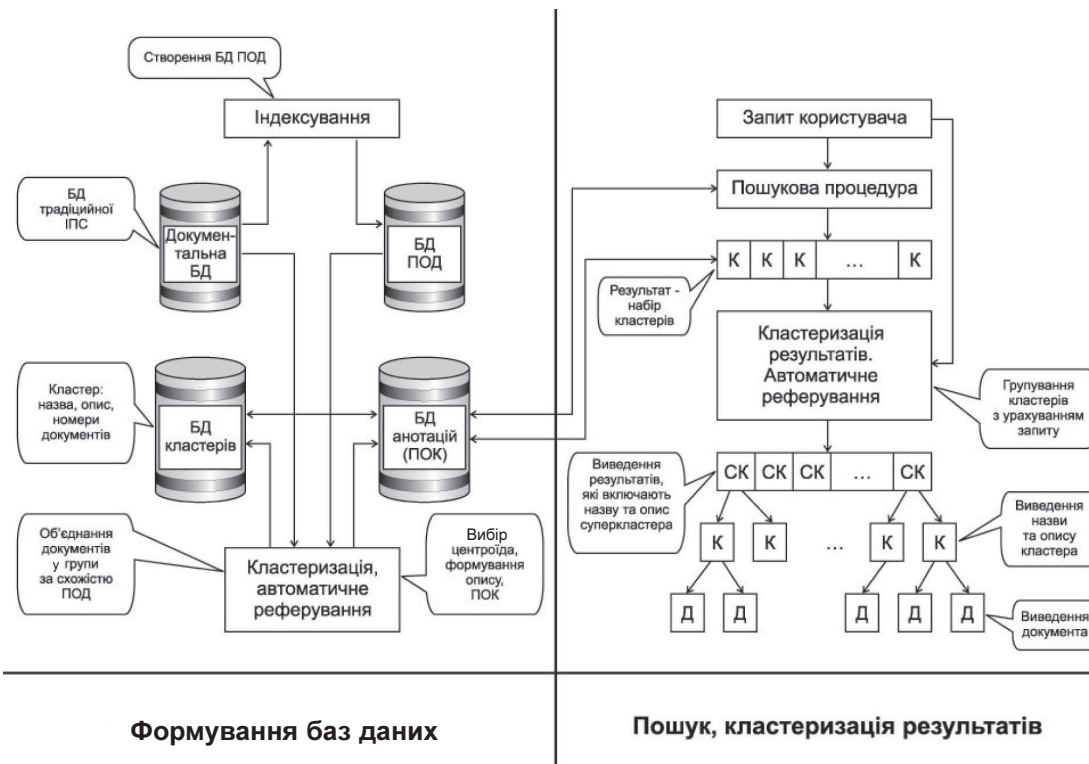 Створення БД ПОД
Індексування
БД
традіційної
ІПС
Докумен-
тальна
БД
БД
ПОД
Кластер:
назва, опис,
номери
документів
БД
кластерів
БД
анотацій
(ПОК)
Об'єднання
документів
у групи
за схожістю
ПОД
Кластеризація,
автоматичне
реферування
Вибір
центроїда,
формування
опису,
ПОК
Формування баз даних
Запит користувача
Пошукова процедура
К К К ... К
Результат -
набір
кластерів
Кластеризація
результатів.
Автоматичне
реферування
Групування
кластерів
з урахуванням
запиту
Виведення
результатів,
які включають
назву та опис
суперкластера
СК СК СК ... СК
К К ... К К
Виведення
назви
та опису
кластера
Д Д Д Д Д
Виведення
документа
Пошук, кластеризація результатів